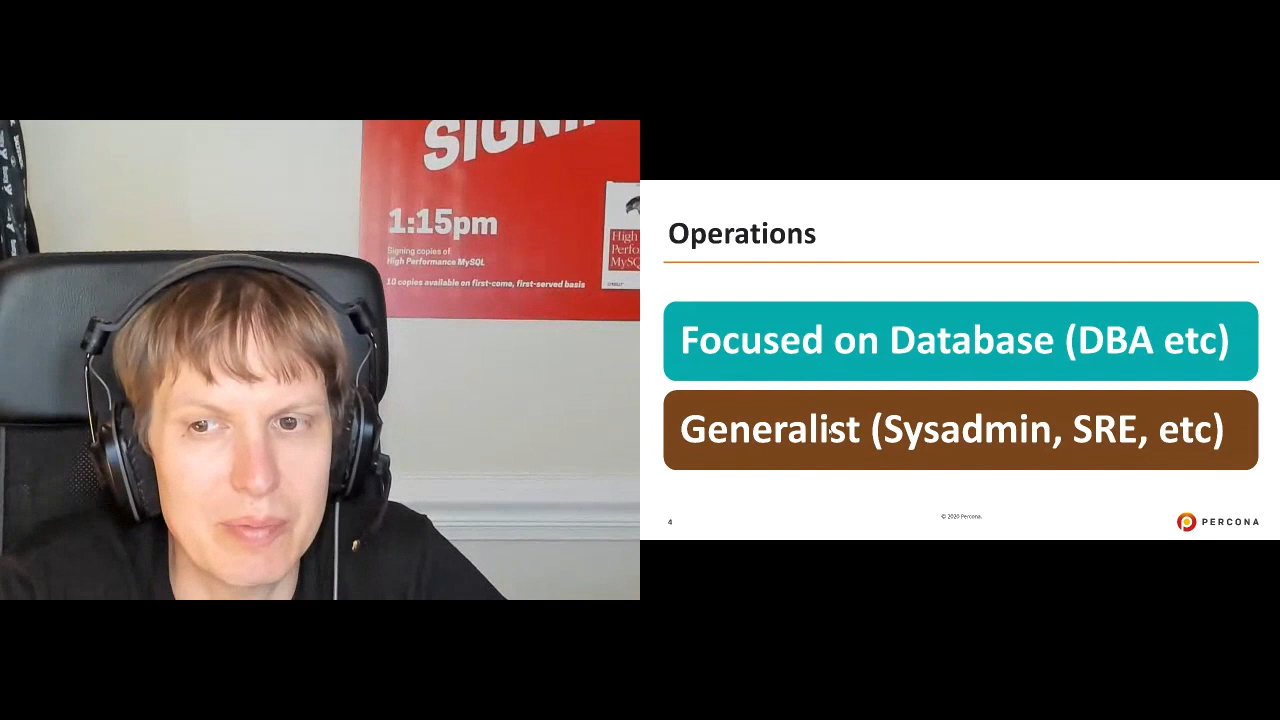 SIGNI
1:15pm
Signing copies of
High Performance MySQL
10 copies available on first-come, first-served basis
High
Perfo
MySQ
Operations
Focused on Database (DBA etc)
Generalist (Sysadmin, SRE, etc)
4
© 2020 Percona.
PERCONA